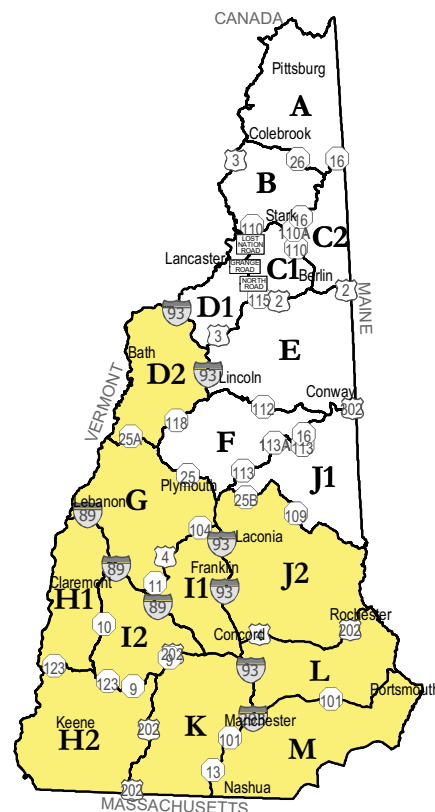 CANADA
Pittsburg
A
Colebrook
3
26
16
B
Stark
16
110
110A
C2
LOST
NATION
ROAD
110
Lancaster
GRANGE
ROAD
C1
Berlin
NORTH
ROAD
115
2
2
MAINE
D1
93
3
E
Bath
D2
93
Lincoln
Conway
VERMONT
112
302
118
F
16
25A
113A
113
113
25
Plymouth
J1
G
25B
Lebanon
89
109
104
93
Laconia
4
89
Franklin
J2
Claremont
11
I1
93
H1
89
10
I2
Rochester
Concord
4
202
202
9
123
93
L
123
9
Portsmouth
101
Keene
H2
202
K
Manchester
101
M
13
202
Nashua
MASSACHUSETTS